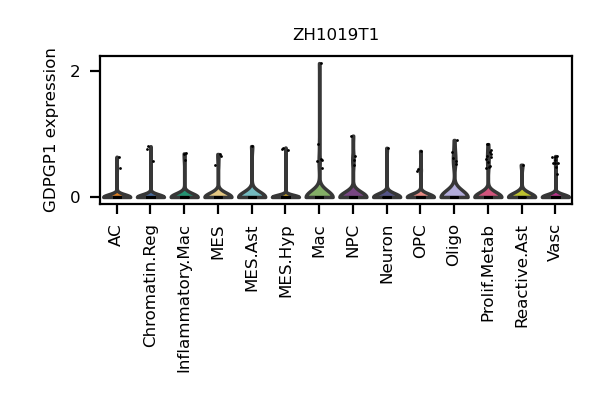 ZH1019T1
GDPGP1 expression
2
0
AC
Chromatin.Reg
Inflammatory.Mac
MES
MES.Ast
MES.Hyp
Mac
NPC
Neuron
OPC
Oligo
Prolif.Metab
Reactive.Ast
Vasc